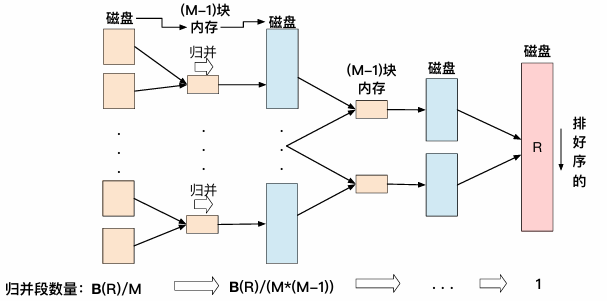 磁盘
(M-1)块
内存
磁盘
归并
(M-1)块
内存
磁盘
磁盘
R
排好序的
归并
归并段数量：B(R)/M
B(R)/(M*(M-1))
. . .
1